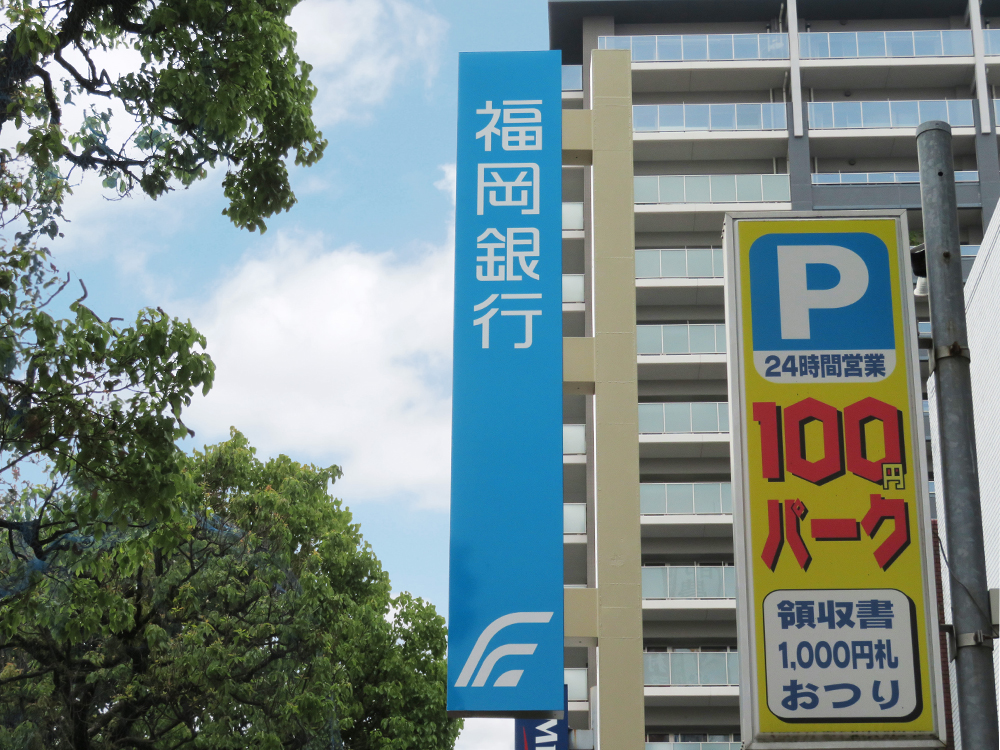 福岡銀行
P
24時間営業
100円
パーク
領収書
1,000円札
おつり